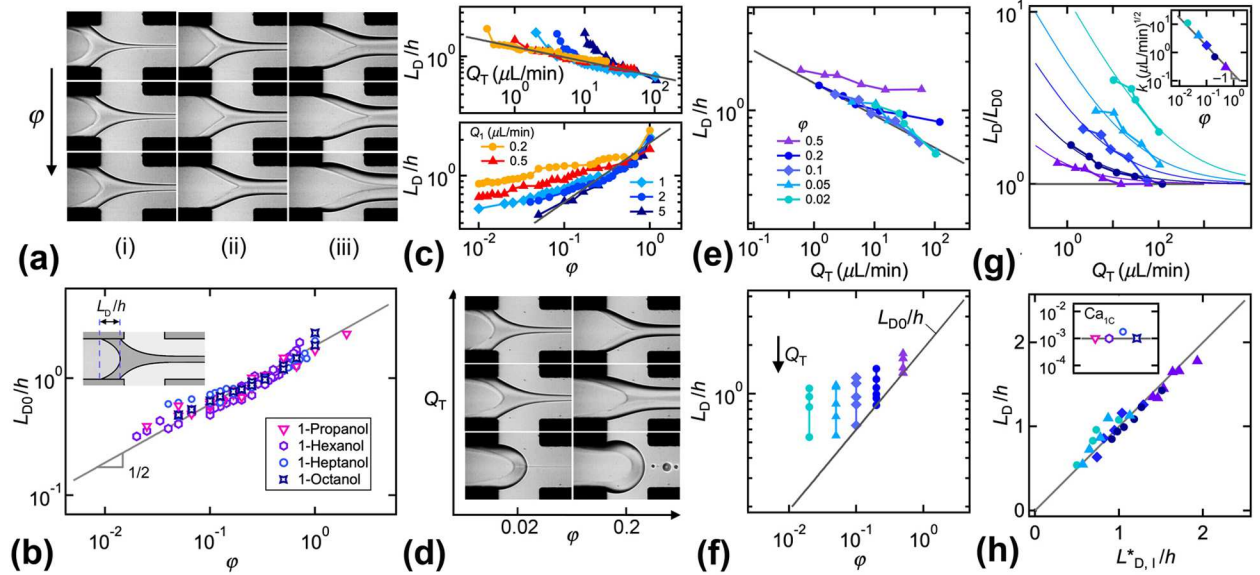 φ
(i)
(ii)
(iii)
(a)
L_D/h
10^0
Q_T (μL/min)
10^0
10^1
10^2
Q_1 (μL/min)
0.2
0.5
1
2
5
L_D/h
10^0
10^-2
10^-1
10^0
φ
(c)
L_D/h
10^1
10^0
φ
0.5
0.2
0.1
0.05
0.02
10^-1
10^0
10^1
10^2
Q_T (μL/min)
(e)
L_D/L_D0
10^1
10^0
k (μL/min)^1/2
10^1
10^0
10^-1
10^-2
10^-1
10^0
φ
10^0
10^2
Q_T (μL/min)
(g)
L_D0/h
10^0
10^0
10^-1
L_D/h
1/2
1-Propanol
1-Hexanol
1-Heptanol
1-Octanol
10^-2
10^-1
10^0
φ
(b)
Q_T
0.02
0.2
φ
(d)
L_D/h
10^0
Q_T
L_D0/h
10^-2
10^-1
10^0
φ
(f)
L_D/h
2
1
0
Ca_1C
10^-2
10^-3
10^-4
0
1
2
L*_D, I/h
(h)